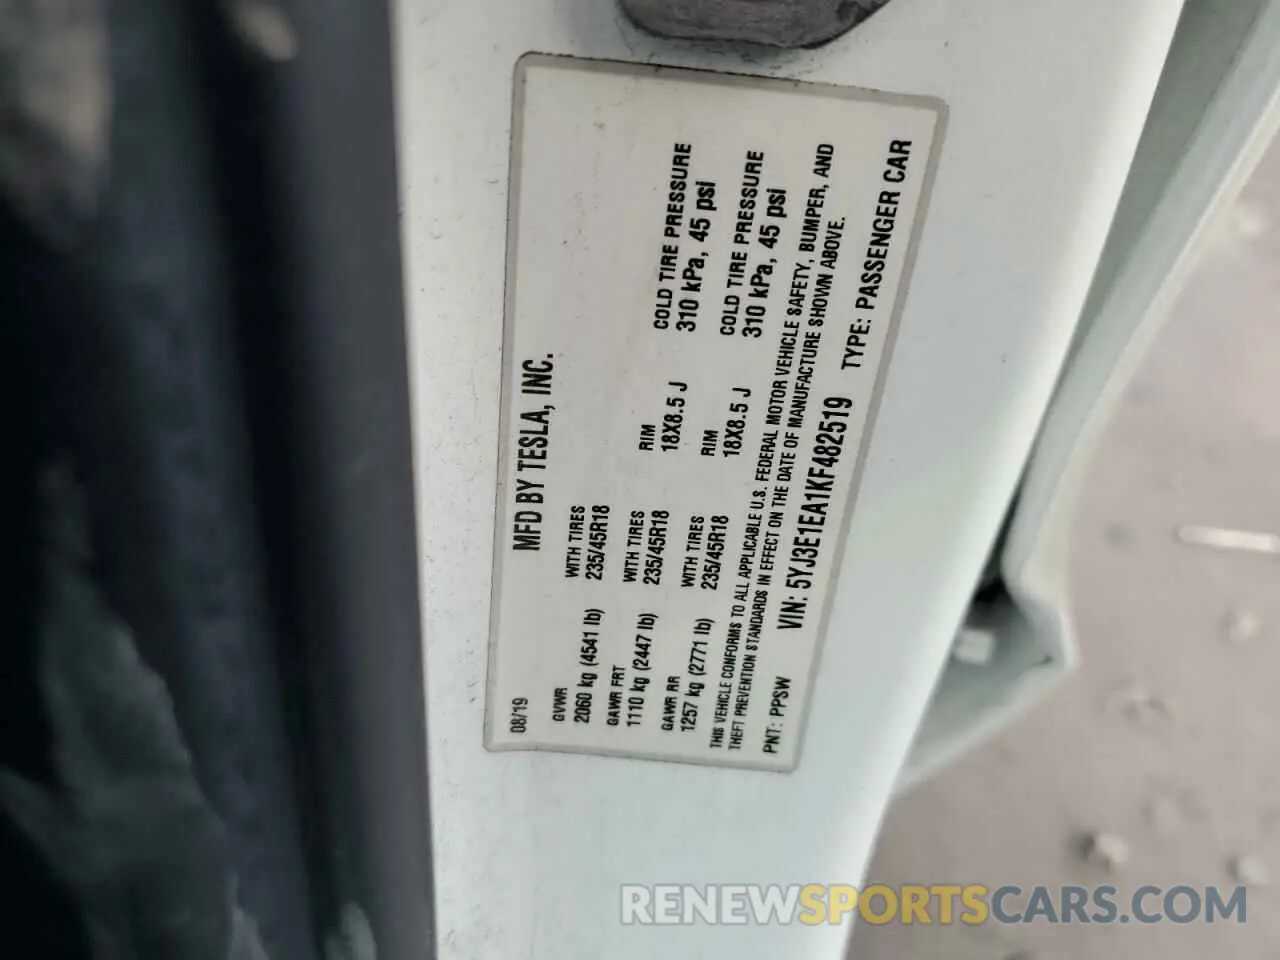 MFD BY TESLA, INC.
08/19
GVWR
2060 kg (4541 lb)
WITH TIRES
235/45R18
GAWR FRT
1110 kg (2447 lb)
WITH TIRES
235/45R18
RIM
18X8.5 J
COLD TIRE PRESSURE
310 kPa, 45 psi
GAWR RR
1257 kg (2771 lb)
WITH TIRES
235/45R18
RIM
18X8.5 J
COLD TIRE PRESSURE
310 kPa, 45 psi
THIS VEHICLE CONFORMS TO ALL APPLICABLE U.S. FEDERAL MOTOR VEHICLE SAFETY, BUMPER, AND
THEFT PREVENTION STANDARDS IN EFFECT ON THE DATE OF MANUFACTURE SHOWN ABOVE.
PNT: PPSW VIN: 5YJ3E1EA1KF482519 TYPE: PASSENGER CAR
RENEWSPORTSCARS.COM